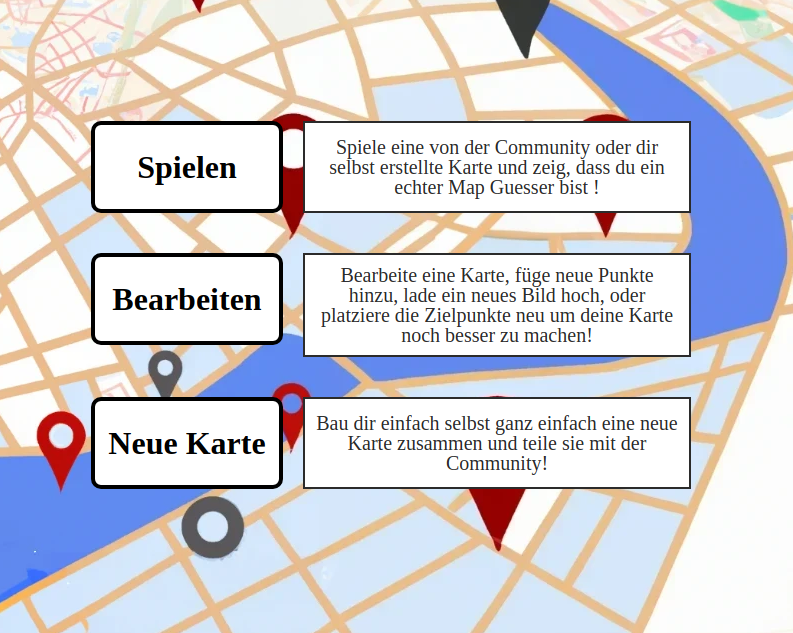 Spielen
Spiele eine von der Community oder dir
selbst erstellte Karte und zeig, dass du ein
echter Map Guesser bist !
Bearbeiten
Bearbeite eine Karte, füge neue Punkte
hinzu, lade ein neues Bild hoch, oder
platziere die Zielpunkte neu um deine Karte
noch besser zu machen!
Neue Karte
Bau dir einfach selbst ganz einfach eine neue
Karte zusammen und teile sie mit der
Community!